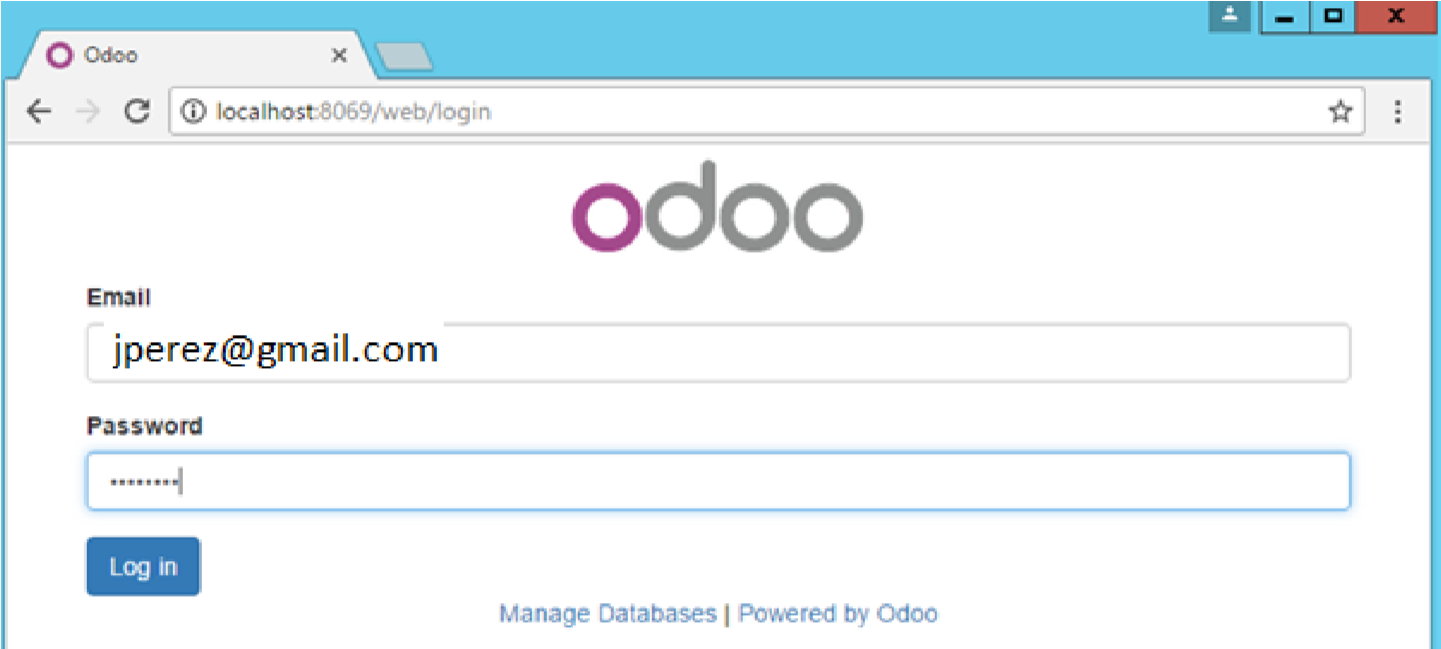 Odoo
localhost:8069/web/login
odoo
Email
jperez@gmail.com
Password
Log in
Manage Databases | Powered by Odoo